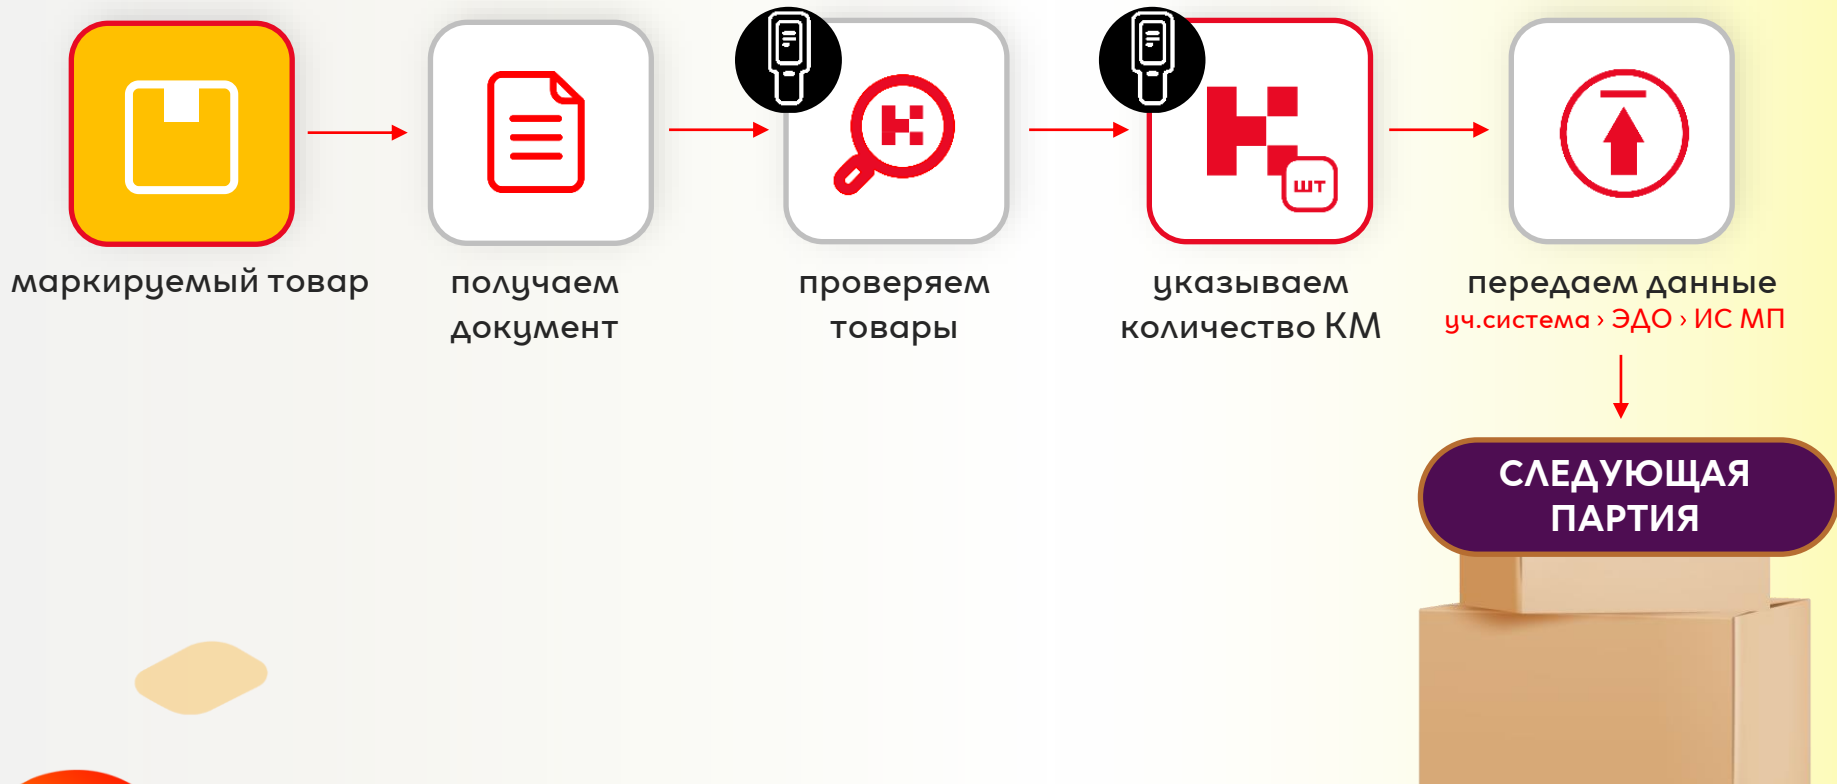 шт
маркируемый товар
получаем
документ
проверяем
товары
указываем
количество КМ
передаем данные
уч.система › ЭДО › ИС МП
СЛЕДУЮЩАЯ
ПАРТИЯ